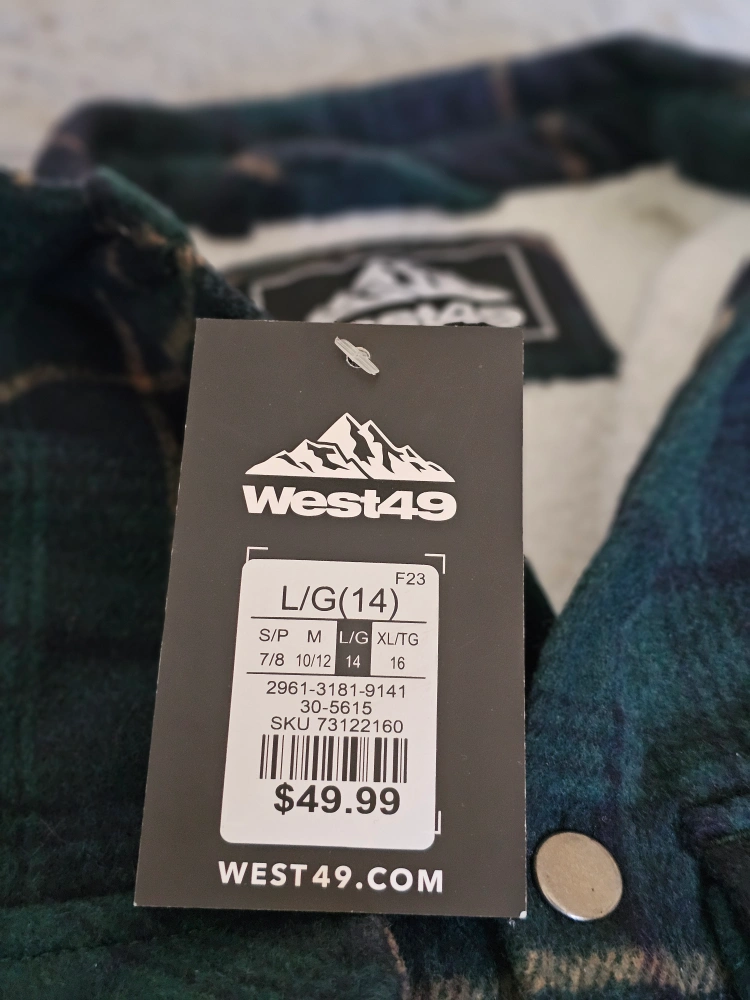 West49
West49
F23
L/G(14)
S/P M L/G XL/TG
7/8 10/12 14 16
2961-3181-9141
30-5615
SKU 73122160
$49.99
WEST49.COM